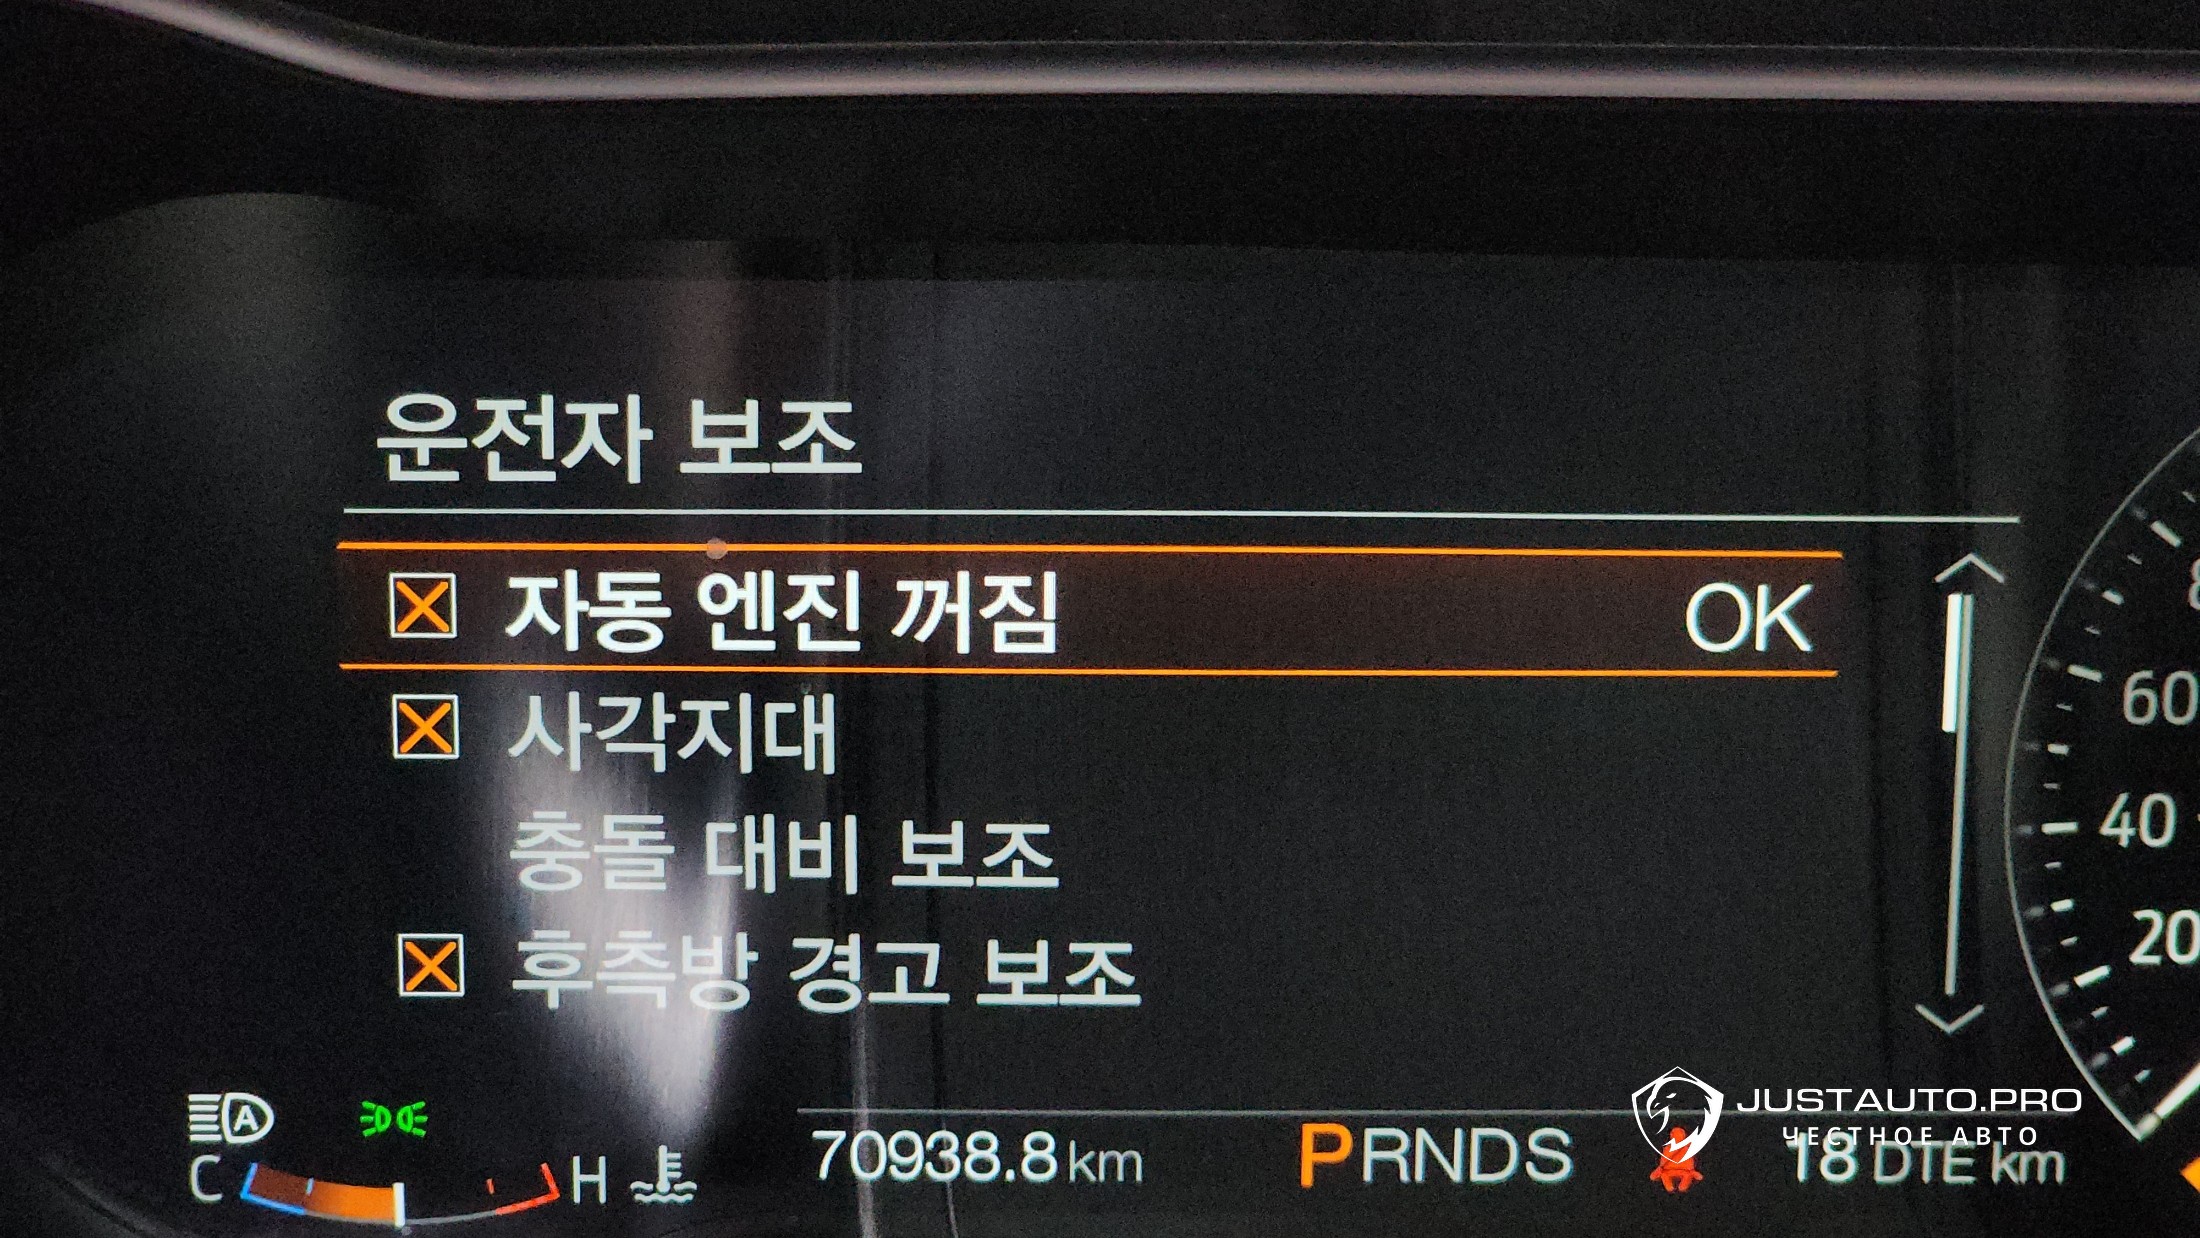 운전자 보조
자동 엔진 꺼짐 OK
사각지대
충돌 대비 보조
후측방 경고 보조
60
40
20
A
C H
70938.8 km PRNDS 18 DTE km
JUSTAUTO.PRO
ЧЕСТНОЕ АВТО